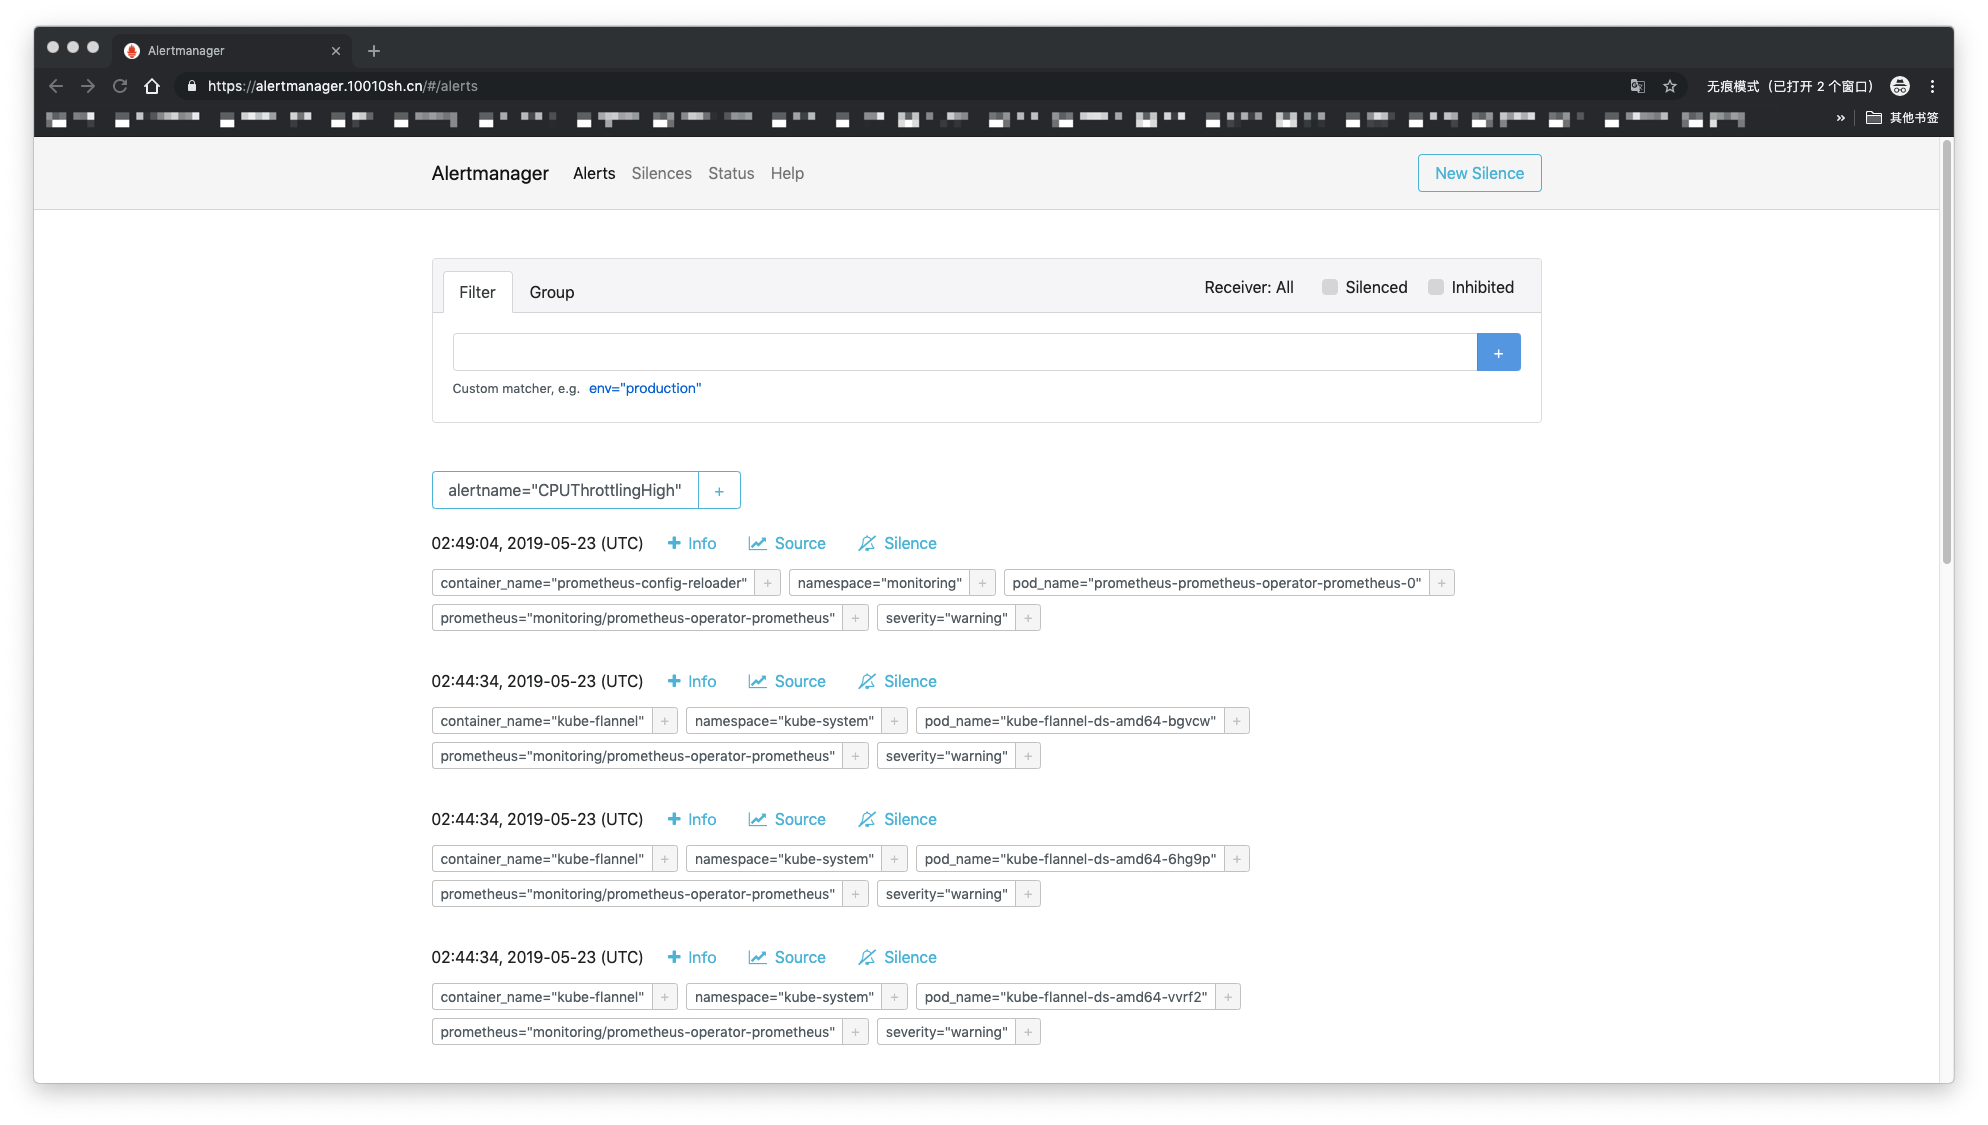 Alertmanager
https://alertmanager.10010sh.cn/#/alerts
无痕模式（已打开 2 个窗口）
» 其他书签
Alertmanager Alerts Silences Status Help New Silence
Filter Group Receiver: All Silenced Inhibited
+
Custom matcher, e.g. env="production"
alertname="CPUThrottlingHigh" +
02:49:04, 2019-05-23 (UTC) + Info Source Silence
container_name="prometheus-config-reloader" + namespace="monitoring" + pod_name="prometheus-prometheus-operator-prometheus-0" +
prometheus="monitoring/prometheus-operator-prometheus" + severity="warning" +
02:44:34, 2019-05-23 (UTC) + Info Source Silence
container_name="kube-flannel" + namespace="kube-system" + pod_name="kube-flannel-ds-amd64-bgvcw" +
prometheus="monitoring/prometheus-operator-prometheus" + severity="warning" +
02:44:34, 2019-05-23 (UTC) + Info Source Silence
container_name="kube-flannel" + namespace="kube-system" + pod_name="kube-flannel-ds-amd64-6hg9p" +
prometheus="monitoring/prometheus-operator-prometheus" + severity="warning" +
02:44:34, 2019-05-23 (UTC) + Info Source Silence
container_name="kube-flannel" + namespace="kube-system" + pod_name="kube-flannel-ds-amd64-vvrf2" +
prometheus="monitoring/prometheus-operator-prometheus" + severity="warning" +